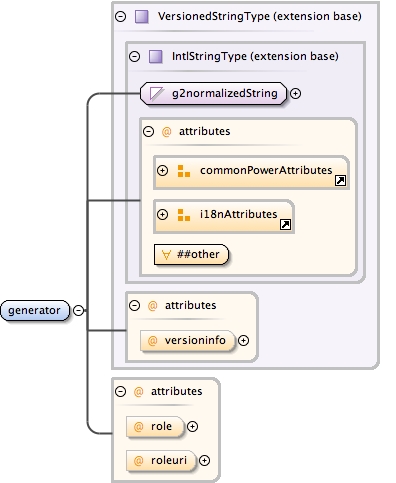 VersionedStringType (extension base)
IntlStringType (extension base)
g2normalizedString
@ attributes
commonPowerAttributes
i18nAttributes
##other
generator
@ attributes
@ versioninfo
@ attributes
@ role
@ roleuri